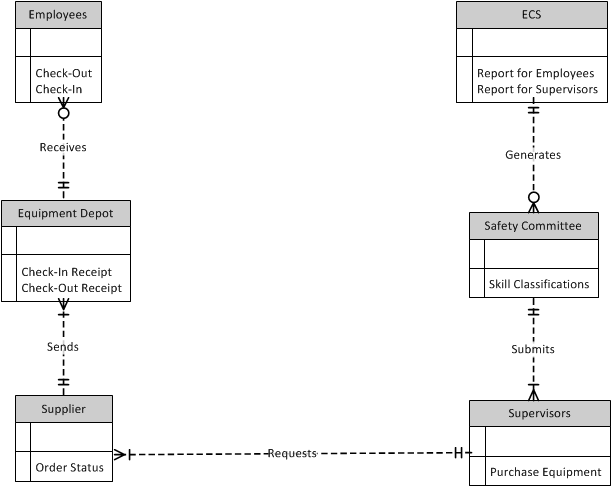 Employees
Check-Out
Check-In
Receives
Equipment Depot
Check-In Receipt
Check-Out Receipt
Sends
Supplier
Order Status
Requests
ECS
Report for Employees
Report for Supervisors
Generates
Safety Committee
Skill Classifications
Submits
Supervisors
Purchase Equipment